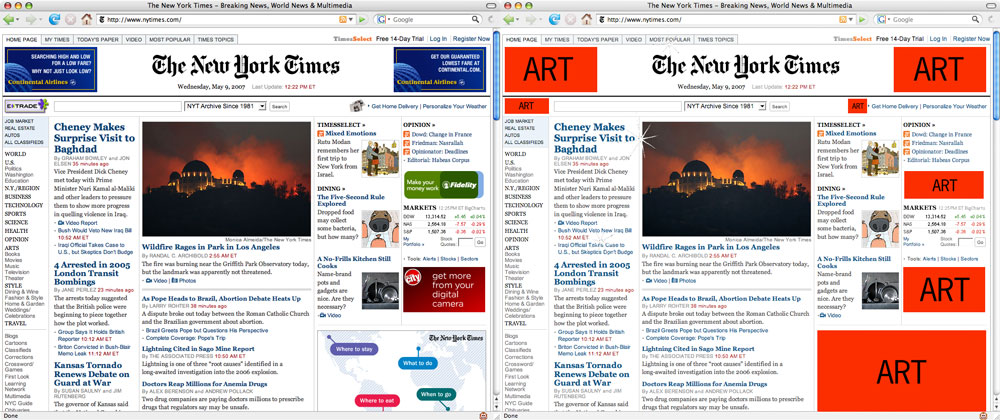 The New York Times - Breaking News, World News & Multimedia
http://www.nytimes.com/
Google
HOME PAGE
MY TIMES
TODAY'S PAPER
VIDEO
MOST POPULAR
TIMES TOPICS
TimesSelect Free 14-Day Trial
Log In
Register Now
SEARCHING HIGH AND LOW
FOR A LOW FARE?
WHY NOT JUST LOOK LOW?
Continental Airlines
The New York Times
Wednesday, May 9, 2007 Last Update: 12:22 PM ET
GET OUR GUARANTEED
LOWEST FARE AT
CONTINENTAL.COM.
Continental Airlines
E*TRADE
NYT Archive Since 1981
Search
Get Home Delivery | Personalize Your Weather
JOB MARKET
REAL ESTATE
AUTOS
ALL CLASSIFIEDS
WORLD
U.S.
Politics
Washington
Education
N.Y./REGION
BUSINESS
TECHNOLOGY
SPORTS
SCIENCE
HEALTH
OPINION
ARTS
Books
Movies
Music
Television
Theater
STYLE
Dining & Wine
Fashion & Style
Home & Garden
Weddings/
Celebrations
TRAVEL
Blogs
Cartoons
Classifieds
Corrections
Crossword/
Games
First Look
Learning
Network
Multimedia
NYC Guide
Obituaries
Cheney Makes
Surprise Visit to
Baghdad
By GRAHAM BOWLEY and JON
ELSEN 36 minutes ago
Vice President Dick Cheney
met today with Prime
Minister Nuri Kamal al-Maliki
and other leaders to pressure
them to show more progress
in quelling violence in Iraq.
Video Report
Bush Would Veto New Iraq Bill
10:52 AM ET
Iraqi Official Takes Case to
U.S., but Skeptics Don't Budge
4 Arrested in 2005
London Transit
Bombings
By JANE PERLEZ 23 minutes ago
The arrests today suggested
that the British police were
beginning to piece together
how the plot worked.
Group Says It Holds British
Reporter 11:12 AM ET
Briton Convicted in Bush-Blair
Memo Leak 11:12 AM ET
Kansas Tornado
Renews Debate on
Guard at War
By SUSAN SAULNY and JIM
RUTENBERG
The governor of Kansas said
Monica Almeida/The New York Times
Wildfire Rages in Park in Los Angeles
By RANDAL C. ARCHIBOLD 2:55 AM ET
The fire was burning near the Griffith Park Observatory today,
but the landmark was apparently not threatened.
Video | Photos
As Pope Heads to Brazil, Abortion Debate Heats Up
By LARRY ROHTER 38 minutes ago
A dispute broke out today between the Roman Catholic Church
and the Brazilian government about abortion.
Brazil Greets Pope but Questions His Perspective
Complete Coverage: Pope's Trip
Lightning Cited in Sago Mine Report
By THE ASSOCIATED PRESS 10:50 AM ET
Lightning is one of three "root causes" identified in a
long-awaited investigation into the 2006 explosion.
Doctors Reap Millions for Anemia Drugs
By ALEX BERENSON and ANDREW POLLACK
Two drug companies are paying doctors millions to prescribe
drugs that regulators say may be unsafe.
TIMESSELECT »
Mixed Emotions
Rutu Modan
remembers her
first trip to
New York from
Israel.
DINING »
The Five-Second Rule
Explored
Dropped food
may collect
some bacteria,
but how many?
A No-Frills Kitchen Still
Cooks
Name-brand
pots and
gadgets are
nice. Are they
necessary?
Video
OPINION »
Dowd: Change in France
Friedman: Nasrallah
Opinionator: Deadlines
Editorial: Habeas Corpus
Make your
money work
Fidelity
MARKETS
DOW 13,314.52
NAS 2,564.19
S&P 1,507.36
My
Portfolio »
Stock
Quotes:
Go
Tools: Alerts | Stocks | Sectors
citi
get more
from your
digital
camera
The New York Times
Where to stay
What to do
When to go
Where to eat
Done
The New York Times - Breaking News, World News & Multimedia
http://www.nytimes.com/
Google
HOME PAGE
MY TIMES
TODAY'S PAPER
VIDEO
MOST POPULAR
TIMES TOPICS
TimesSelect Free 14-Day Trial
Log In
Register Now
ART
The New York Times
Wednesday, May 9, 2007 Last Update: 12:22 PM ET
ART
ART
NYT Archive Since 1981
Search
ART
Get Home Delivery | Personalize Your Weather
JOB MARKET
REAL ESTATE
AUTOS
ALL CLASSIFIEDS
WORLD
U.S.
Politics
Washington
Education
N.Y./REGION
BUSINESS
TECHNOLOGY
SPORTS
SCIENCE
HEALTH
OPINION
ARTS
Books
Movies
Music
Television
Theater
STYLE
Dining & Wine
Fashion & Style
Home & Garden
Weddings/
Celebrations
TRAVEL
Blogs
Cartoons
Classifieds
Corrections
Crossword/
Games
First Look
Learning
Network
Multimedia
NYC Guide
Obituaries
Cheney Makes
Surprise Visit to
Baghdad
By GRAHAM BOWLEY and JON
ELSEN 36 minutes ago
Vice President Dick Cheney
met today with Prime
Minister Nuri Kamal al-Maliki
and other leaders to pressure
them to show more progress
in quelling violence in Iraq.
Video Report
Bush Would Veto New Iraq Bill
10:52 AM ET
Iraqi Official Takes Case to
U.S., but Skeptics Don't Budge
4 Arrested in 2005
London Transit
Bombings
By JANE PERLEZ 23 minutes ago
The arrests today suggested
that the British police were
beginning to piece together
how the plot worked.
Group Says It Holds British
Reporter 11:12 AM ET
Briton Convicted in Bush-Blair
Memo Leak 11:12 AM ET
Kansas Tornado
Renews Debate on
Guard at War
By SUSAN SAULNY and JIM
RUTENBERG
The governor of Kansas said
Monica Almeida/The New York Times
Wildfire Rages in Park in Los Angeles
By RANDAL C. ARCHIBOLD 2:55 AM ET
The fire was burning near the Griffith Park Observatory today,
but the landmark was apparently not threatened.
Video | Photos
As Pope Heads to Brazil, Abortion Debate Heats Up
By LARRY ROHTER 38 minutes ago
A dispute broke out today between the Roman Catholic Church
and the Brazilian government about abortion.
Brazil Greets Pope but Questions His Perspective
Complete Coverage: Pope's Trip
Lightning Cited in Sago Mine Report
By THE ASSOCIATED PRESS 10:50 AM ET
Lightning is one of three "root causes" identified in a
long-awaited investigation into the 2006 explosion.
Doctors Reap Millions for Anemia Drugs
By ALEX BERENSON and ANDREW POLLACK
Two drug companies are paying doctors millions to prescribe
drugs that regulators say may be unsafe.
TIMESSELECT »
Mixed Emotions
Rutu Modan
remembers her
first trip to
New York from
Israel.
DINING »
The Five-Second Rule
Explored
Dropped food
may collect
some bacteria,
but how many?
A No-Frills Kitchen Still
Cooks
Name-brand
pots and
gadgets are
nice. Are they
necessary?
Video
OPINION »
Dowd: Change in France
Friedman: Nasrallah
Opinionator: Deadlines
Editorial: Habeas Corpus
ART
MARKETS
DOW 13,314.52
NAS 2,564.19
S&P 1,507.36
My
Portfolio »
Stock
Quotes:
Go
Tools: Alerts | Stocks | Sectors
ART
ART
Done